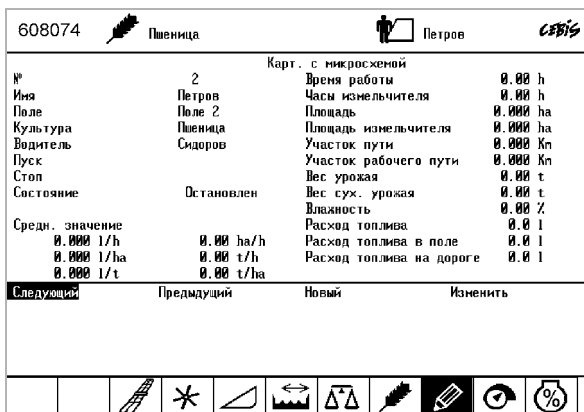 608074 Пшеница Петров CEBIS
Карт. с микросхемой
№ 2 Время работы 0.00 h
Имя Петров Часы измельчителя 0.00 h
Поле Поле 2 Площадь 0.000 ha
Культура Пшеница Площадь измельчителя 0.000 ha
Водитель Сидоров Участок пути 0.000 Km
Пуск Участок рабочего пути 0.000 Km
Стоп Вес урожая 0.00 t
Состояние Остановлен Вес сух. урожая 0.00 t
Влажность 0.00 %
Средн. значение Расход топлива 0.0 l
0.000 l/h 0.00 ha/h Расход топлива в поле 0.0 l
0.000 l/ha 0.00 t/h Расход топлива на дороге 0.0 l
0.000 l/t 0.00 t/ha
Следующий Предыдущий Новый Изменить
%